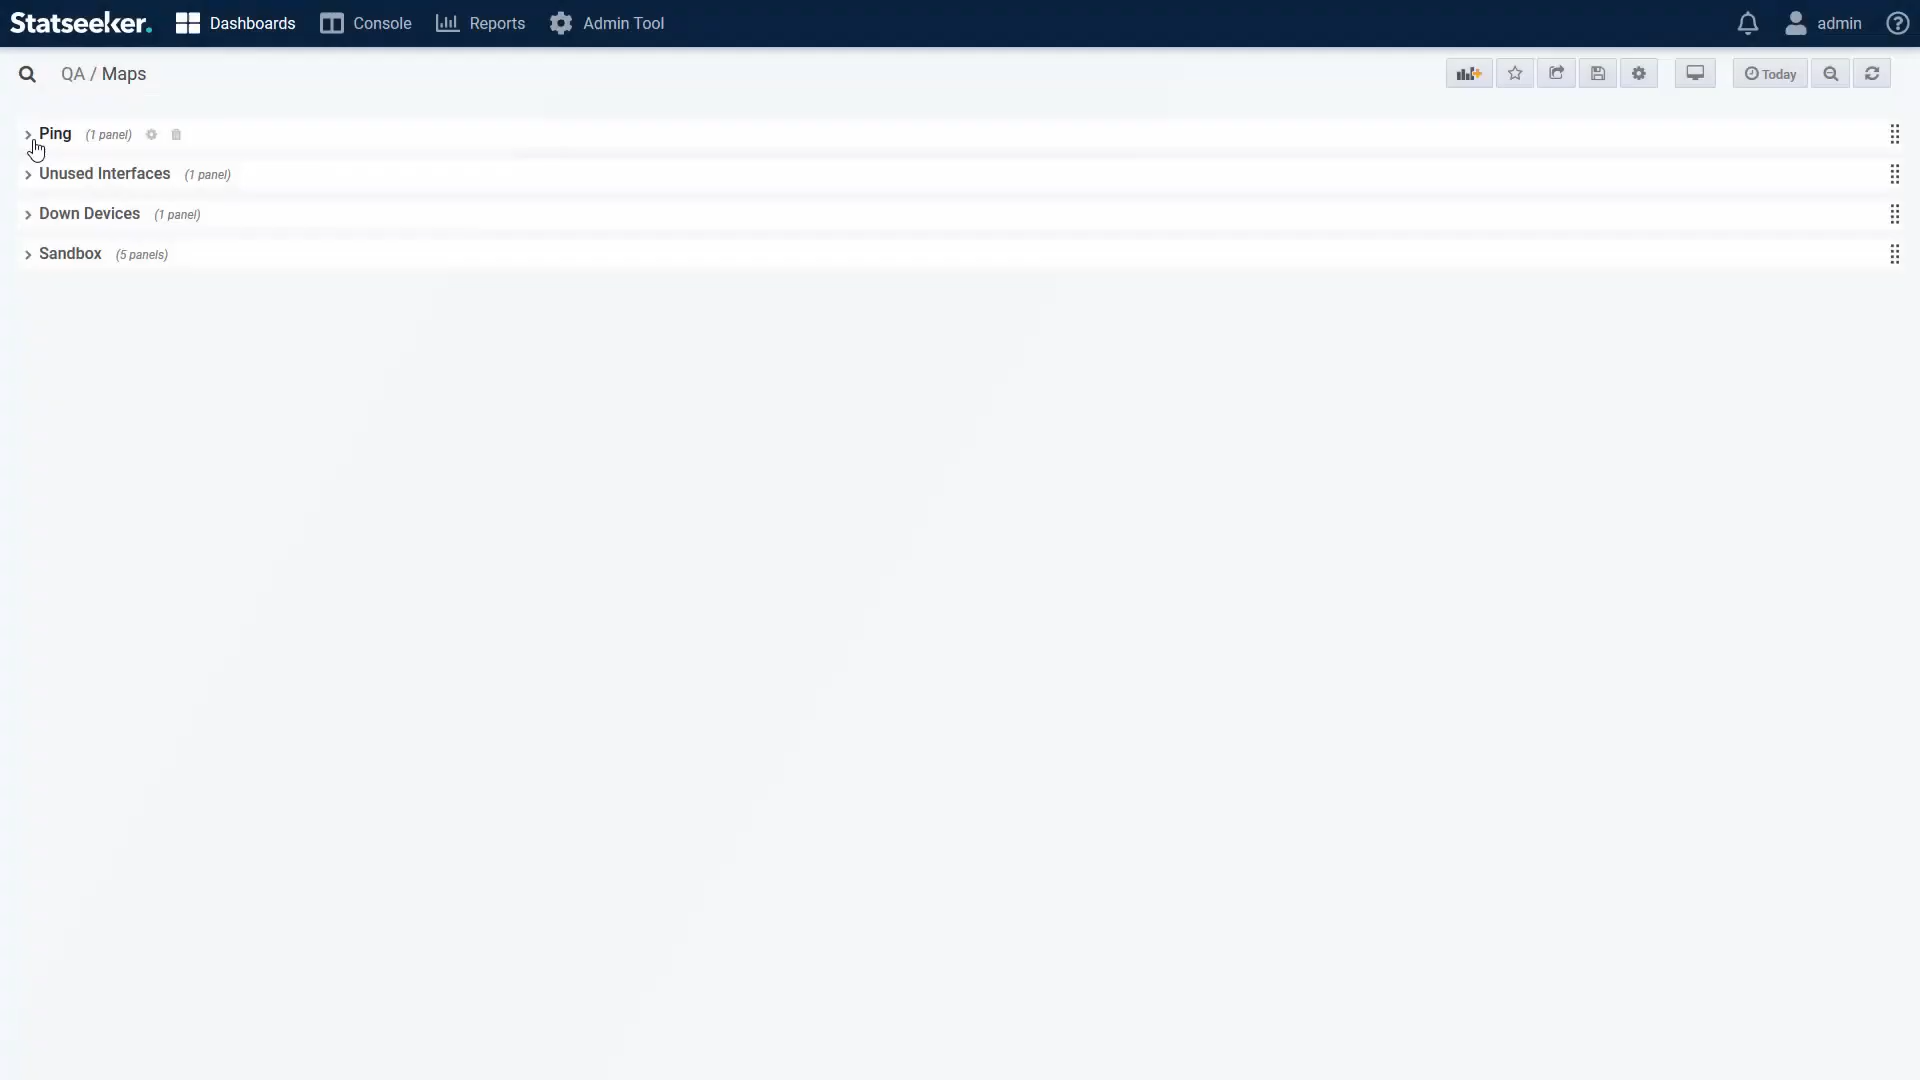 Statseeker. Dashboards Console Reports Admin Tool admin
QA / Maps Today
Ping (1 panel)
Unused Interfaces (1 panel)
Down Devices (1 panel)
Sandbox (5 panels)